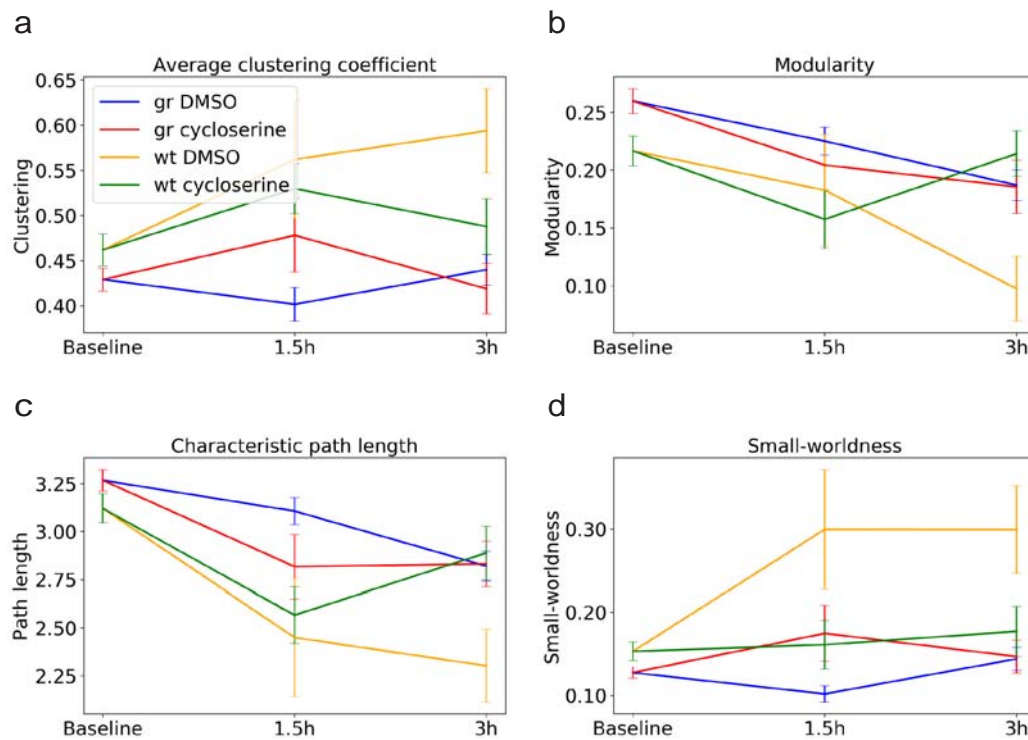 a
Average clustering coefficient
0.65
0.60
0.55
0.50
0.45
0.40
Clustering
gr DMSO
gr cycloserine
wt DMSO
wt cycloserine
Baseline 1.5h 3h
b
Modularity
0.25
0.20
0.15
0.10
Modularity
Baseline 1.5h 3h
c
Characteristic path length
3.25
3.00
2.75
2.50
2.25
Path length
Baseline 1.5h 3h
d
Small-worldness
0.30
0.20
0.10
Small-worldness
Baseline 1.5h 3h